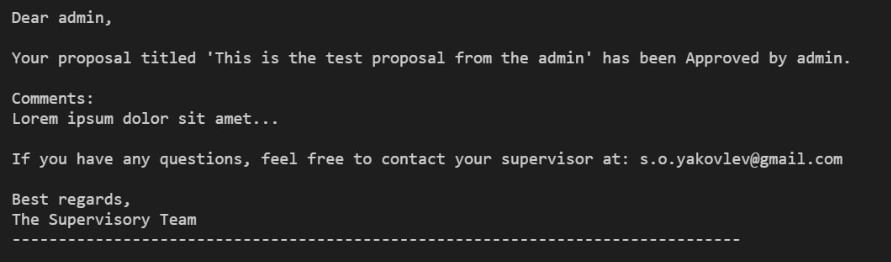 Dear admin,
Your proposal titled 'This is the test proposal from the admin' has been Approved by admin.
Comments:
Lorem ipsum dolor sit amet...
If you have any questions, feel free to contact your supervisor at: s.o.yakovlev@gmail.com
Best regards,
The Supervisory Team
-------------------------------------------------------------------------------